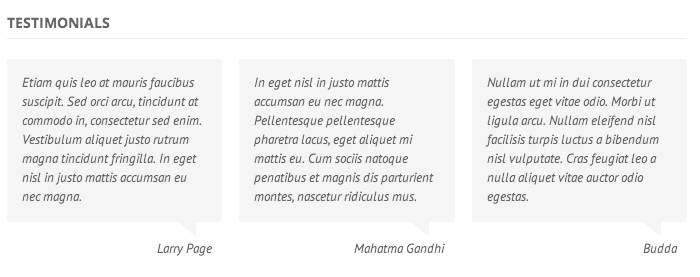 TESTIMONIALS
Etiam quis leo at mauris faucibus
suscipit. Sed orci arcu, tincidunt at
commodo in, consectetur sed enim.
Vestibulum aliquet justo rutrum
magna tincidunt fringilla. In eget
nisl in justo mattis accumsan eu
nec magna.
Larry Page
In eget nisl in justo mattis
accumsan eu nec magna.
Pellentesque pellentesque
pharetra lacus, eget aliquet mi
mattis eu. Cum sociis natoque
penatibus et magnis dis parturient
montes, nascetur ridiculus mus.
Mahatma Gandhi
Nullam ut mi in dui consectetur
egestas eget vitae odio. Morbi ut
ligula arcu. Nullam eleifend nisl
facilisis turpis luctus a bibendum
nisl vulputate. Cras feugiat leo a
nulla aliquet vitae auctor odio
egestas.
Budda